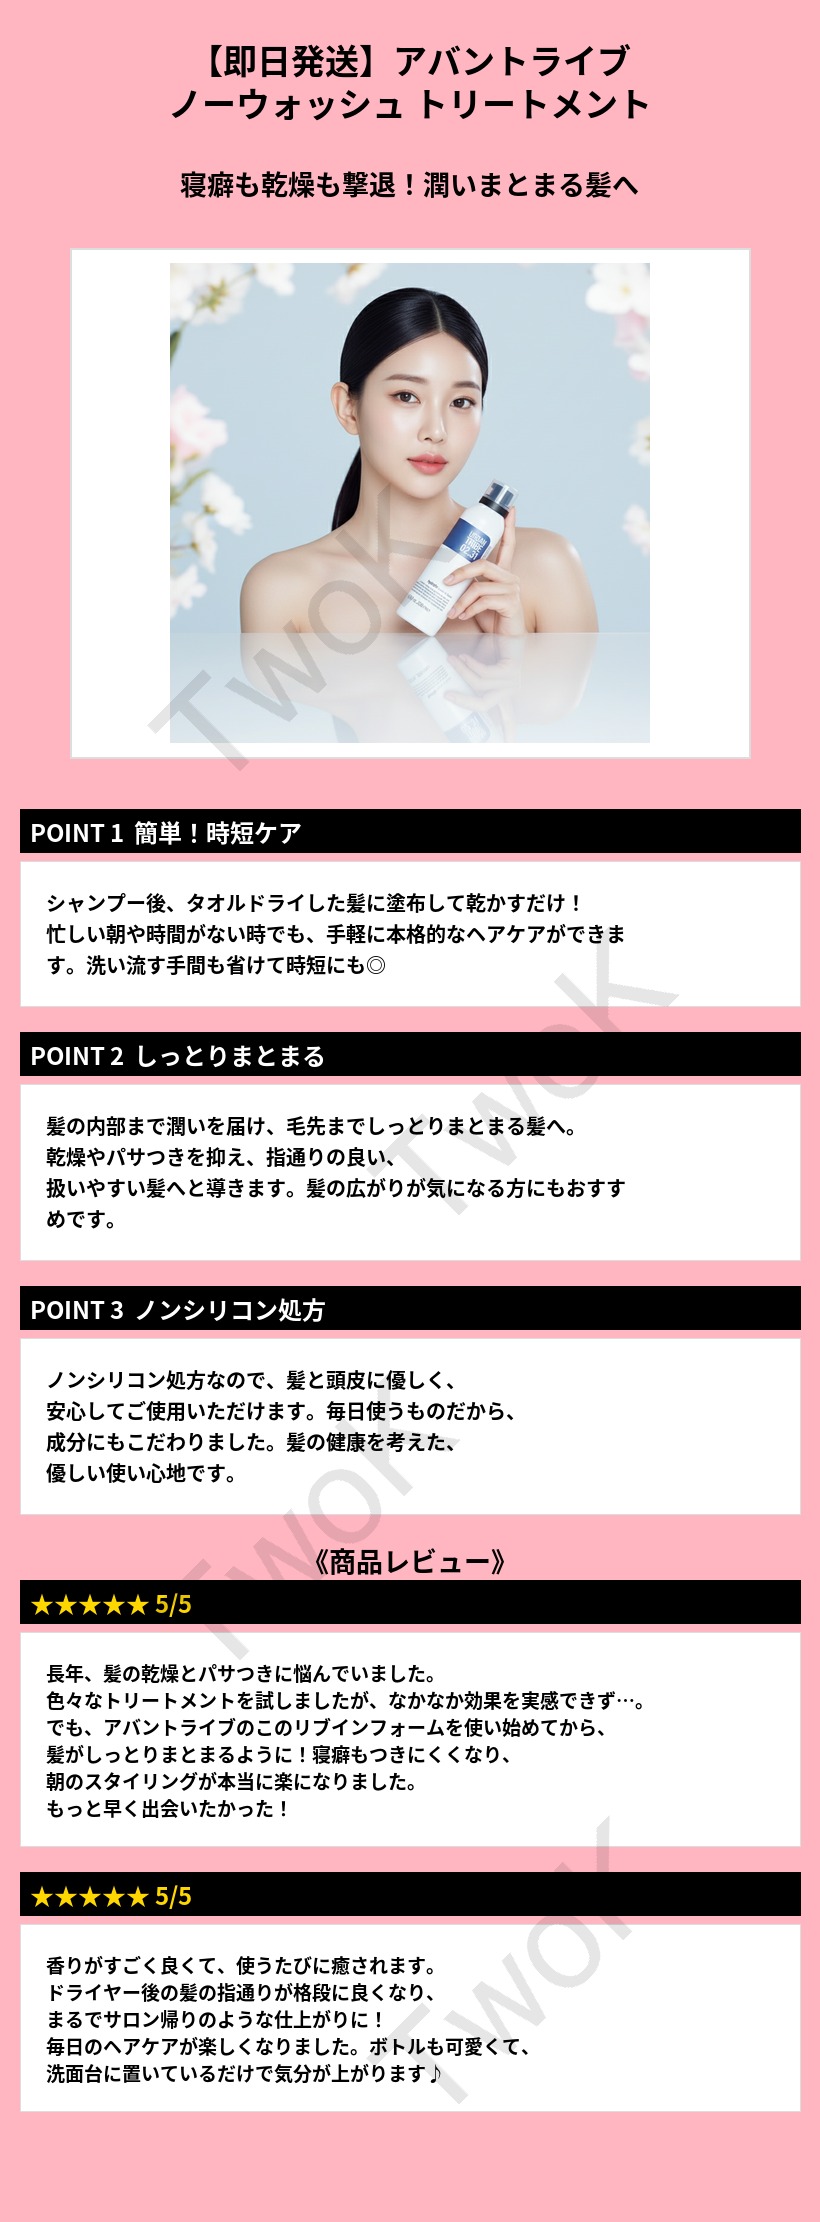 【即日発送】アバントライブ
ノーウォッシュ トリートメント
寝癖も乾燥も撃退！潤いまとまる髪へ
TwoK
POINT 1 簡単！時短ケア
シャンプー後、タオルドライした髪に塗布して乾かすだけ！
忙しい朝や時間がない時でも、手軽に本格的なヘアケアができま
す。洗い流す手間も省けて時短にも◎
TwoK
POINT 2 しっとりまとまる
髪の内部まで潤いを届け、毛先までしっとりまとまる髪へ。
乾燥やパサつきを抑え、指通りの良い、
扱いやすい髪へと導きます。髪の広がりが気になる方にもおすす
めです。
POINT 3 ノンシリコン処方
ノンシリコン処方なので、髪と頭皮に優しく、
安心してご使用いただけます。毎日使うものだから、
成分にもこだわりました。髪の健康を考えた、
優しい使い心地です。
TwoK
《商品レビュー》
★★★★★ 5/5
長年、髪の乾燥とパサつきに悩んでいました。
色々なトリートメントを試しましたが、なかなか効果を実感できず…。
でも、アバントライブのこのリブインフォームを使い始めてから、
髪がしっとりまとまるように！寝癖もつきにくくなり、
朝のスタイリングが本当に楽になりました。
もっと早く出会いたかった！
★★★★★ 5/5
香りがすごく良くて、使うたびに癒されます。
ドライヤー後の髪の指通りが格段に良くなり、
まるでサロン帰りのような仕上がりに！
毎日のヘアケアが楽しくなりました。ボトルも可愛くて、
洗面台に置いているだけで気分が上がります♪
TwoK